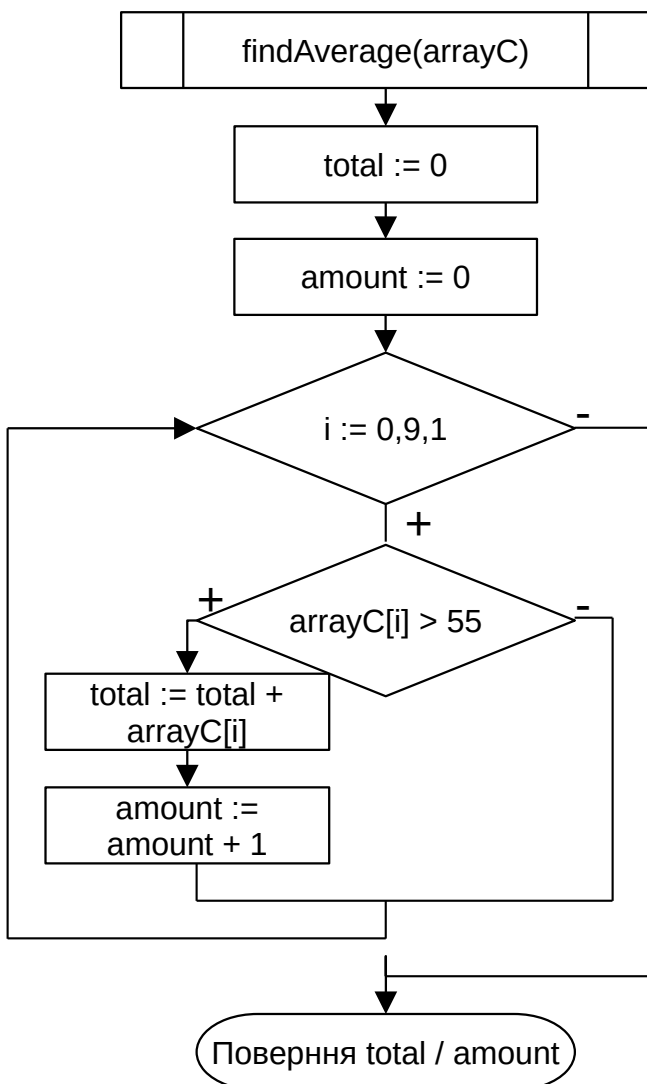 findAverage(arrayC)
total := 0
amount := 0
i := 0,9,1
-
+
arrayC[i] > 55
+
-
total := total +
arrayC[i]
amount :=
amount + 1
Поверння total / amount